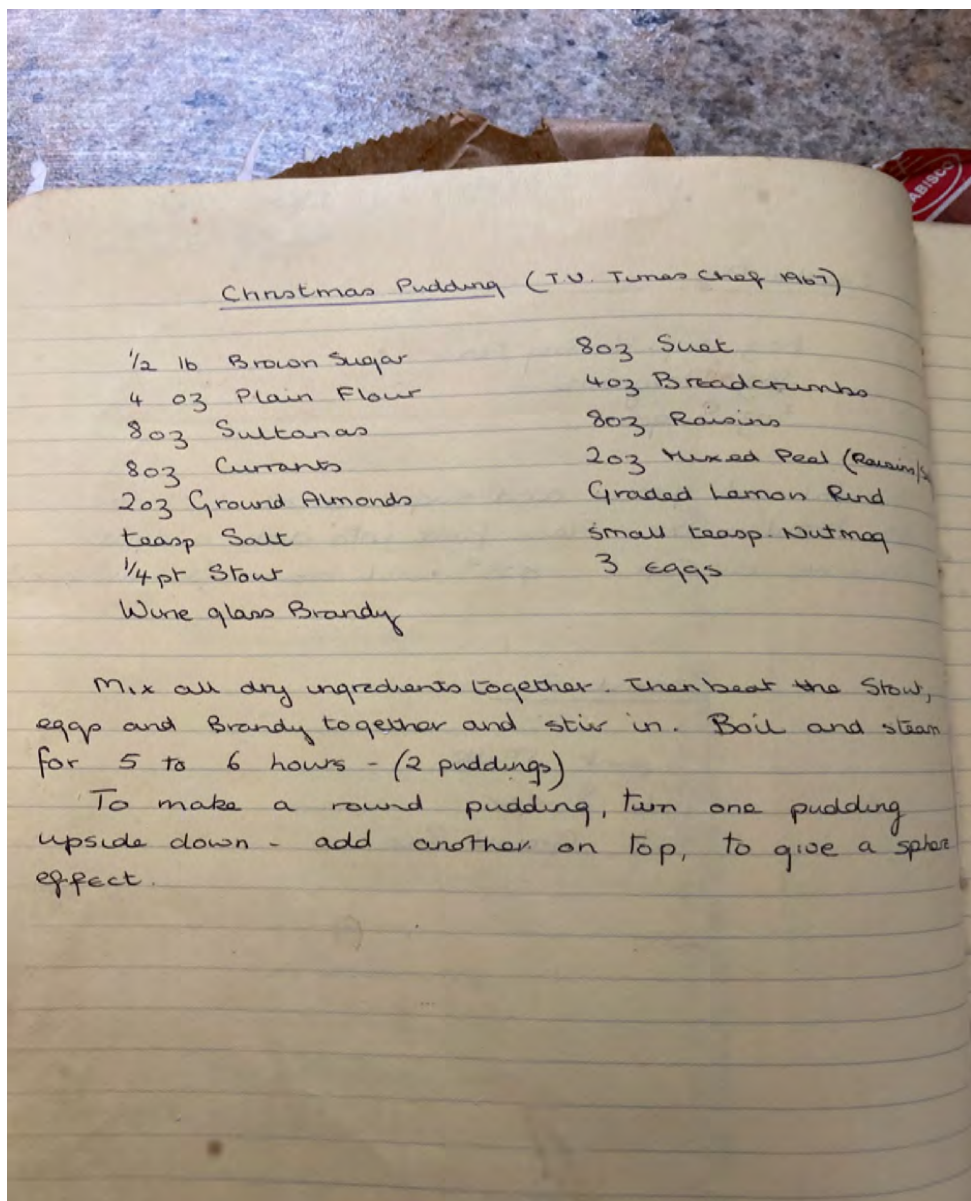 ABISCO
Christmas Pudding (T.V. Times Chef 1967)
1/2 lb Brown Sugar
8oz Suet
4 oz Plain Flour
4oz Breadcrumbs
8oz Sultanas
8oz Raisins
8oz Currants
2oz Mixed Peel (Raisins/
2oz Ground Almonds
Graded Lemon Rind
teasp Salt
small teasp. Nutmeg
1/4 pt Stout
3 eggs
Wine glass Brandy
Mix all dry ingredients together. Then beat the Stout,
eggs and Brandy together and stir in. Boil and steam
for 5 to 6 hours - (2 puddings)
To make a round pudding, turn one pudding
upside down - add another on top, to give a sphere
effect.